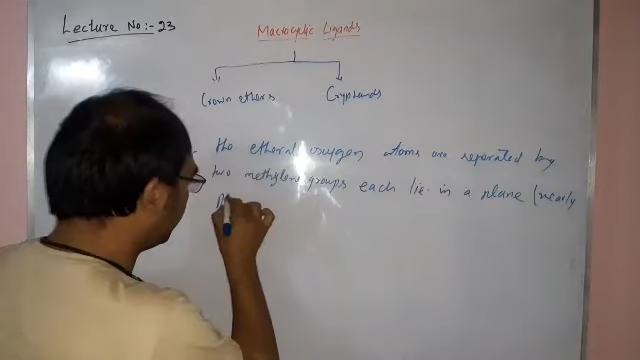 Lecture No:- 23
Macrocyclic Ligands
Crown ethers
Cryptands
the etheral oxygen atoms are separated by
two methylene groups each lie in a plane (nearly